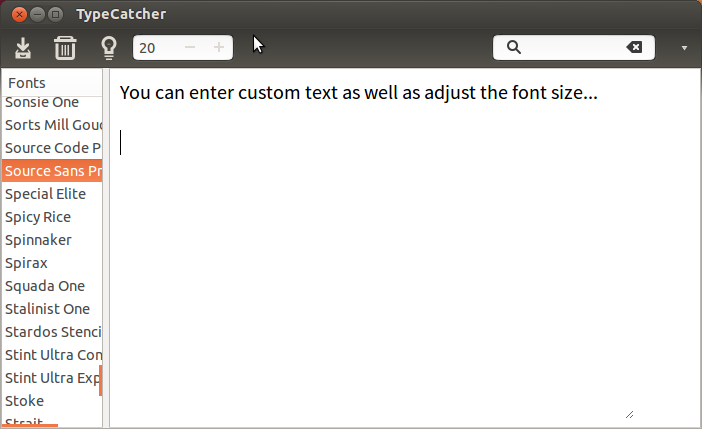 TypeCatcher
20
Fonts
Sonsie One
Sorts Mill Gou
Source Code P
Source Sans Pr
Special Elite
Spicy Rice
Spinnaker
Spirax
Squada One
Stalinist One
Stardos Stenci
Stint Ultra Con
Stint Ultra Exp
Stoke
Strait
You can enter custom text as well as adjust the font size...